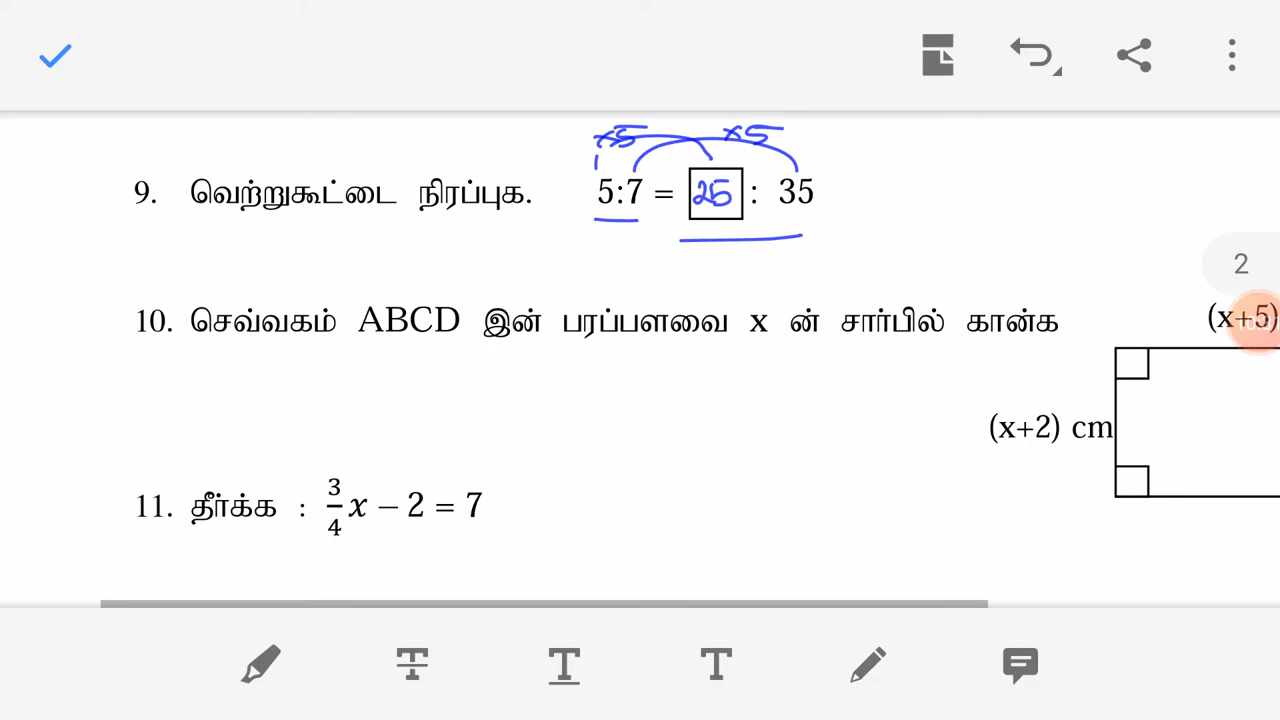 ×5 ×5
9. வெற்றுகூட்டை நிரப்புக. 5:7 = 25 : 35
2
10. செவ்வகம் ABCD இன் பரப்பளவை x ன் சார்பில் கான்க (x+5)
(x+2) cm
11. தீர்க்க : 3/4 x − 2 = 7
T T T